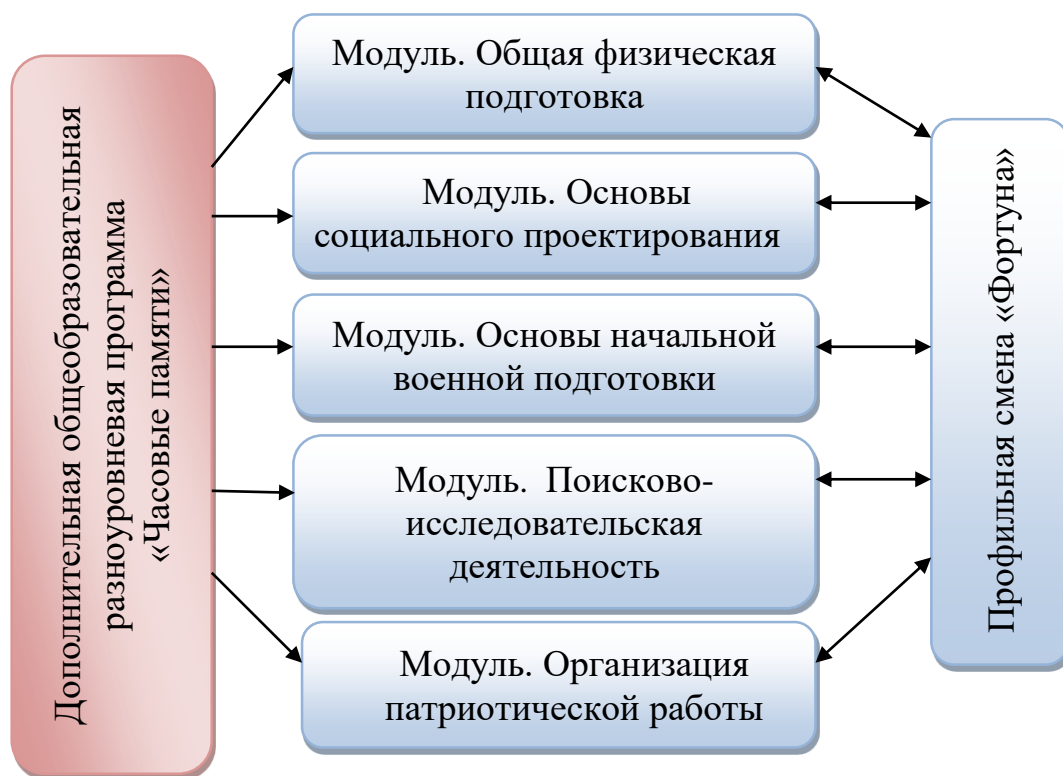 Дополнительная общеобразовательная
разноуровневая программа
«Часовые памяти»
Модуль. Общая физическая
подготовка
Модуль. Основы
социального проектирования
Модуль. Основы начальной
военной подготовки
Модуль. Поисково-
исследовательская
деятельность
Модуль. Организация
патриотической работы
Профильная смена «Фортуна»